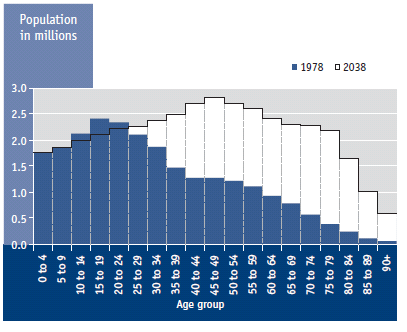 Population
in millions
1978
2038
3.0
2.5
2.0
1.5
1.0
0.5
0.0
0 to 4
5 to 9
10 to 14
15 to 19
20 to 24
25 to 29
30 to 34
35 to 39
40 to 44
45 to 49
50 to 54
55 to 59
60 to 64
65 to 69
70 to 74
75 to 79
80 to 84
85 to 89
90+
Age group